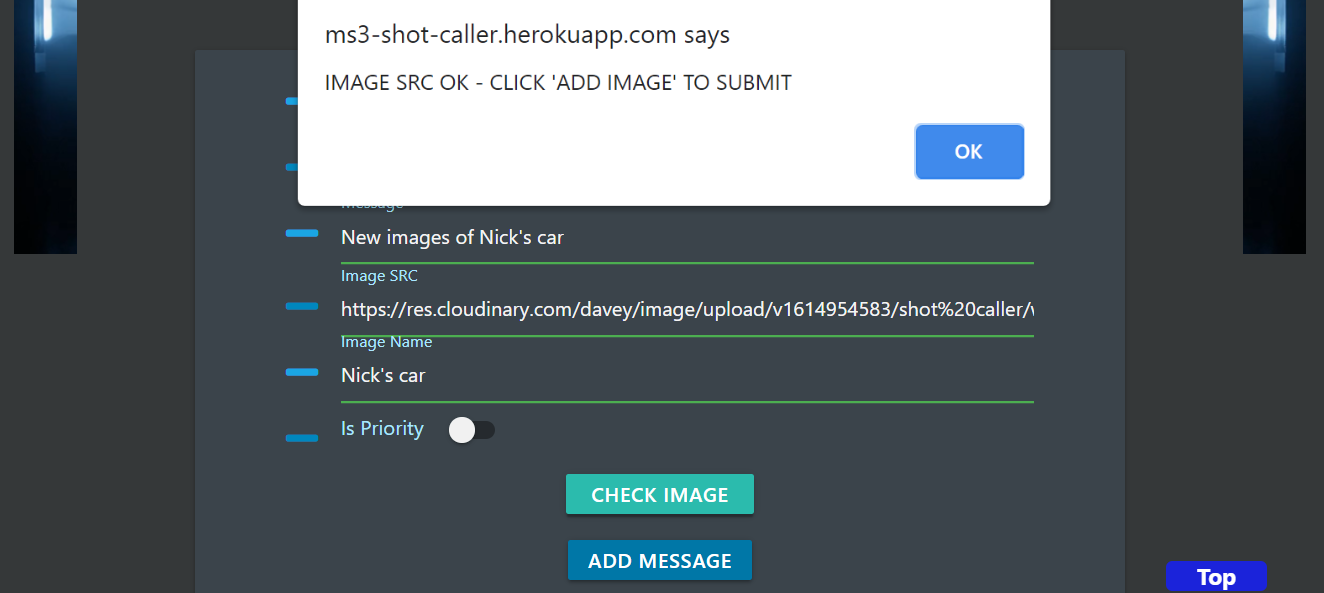 ms3-shot-caller.herokuapp.com says
IMAGE SRC OK - CLICK 'ADD IMAGE' TO SUBMIT
OK
Message
New images of Nick's car
Image SRC
https://res.cloudinary.com/davey/image/upload/v1614954583/shot%20caller/
Image Name
Nick's car
Is Priority
CHECK IMAGE
ADD MESSAGE
Top